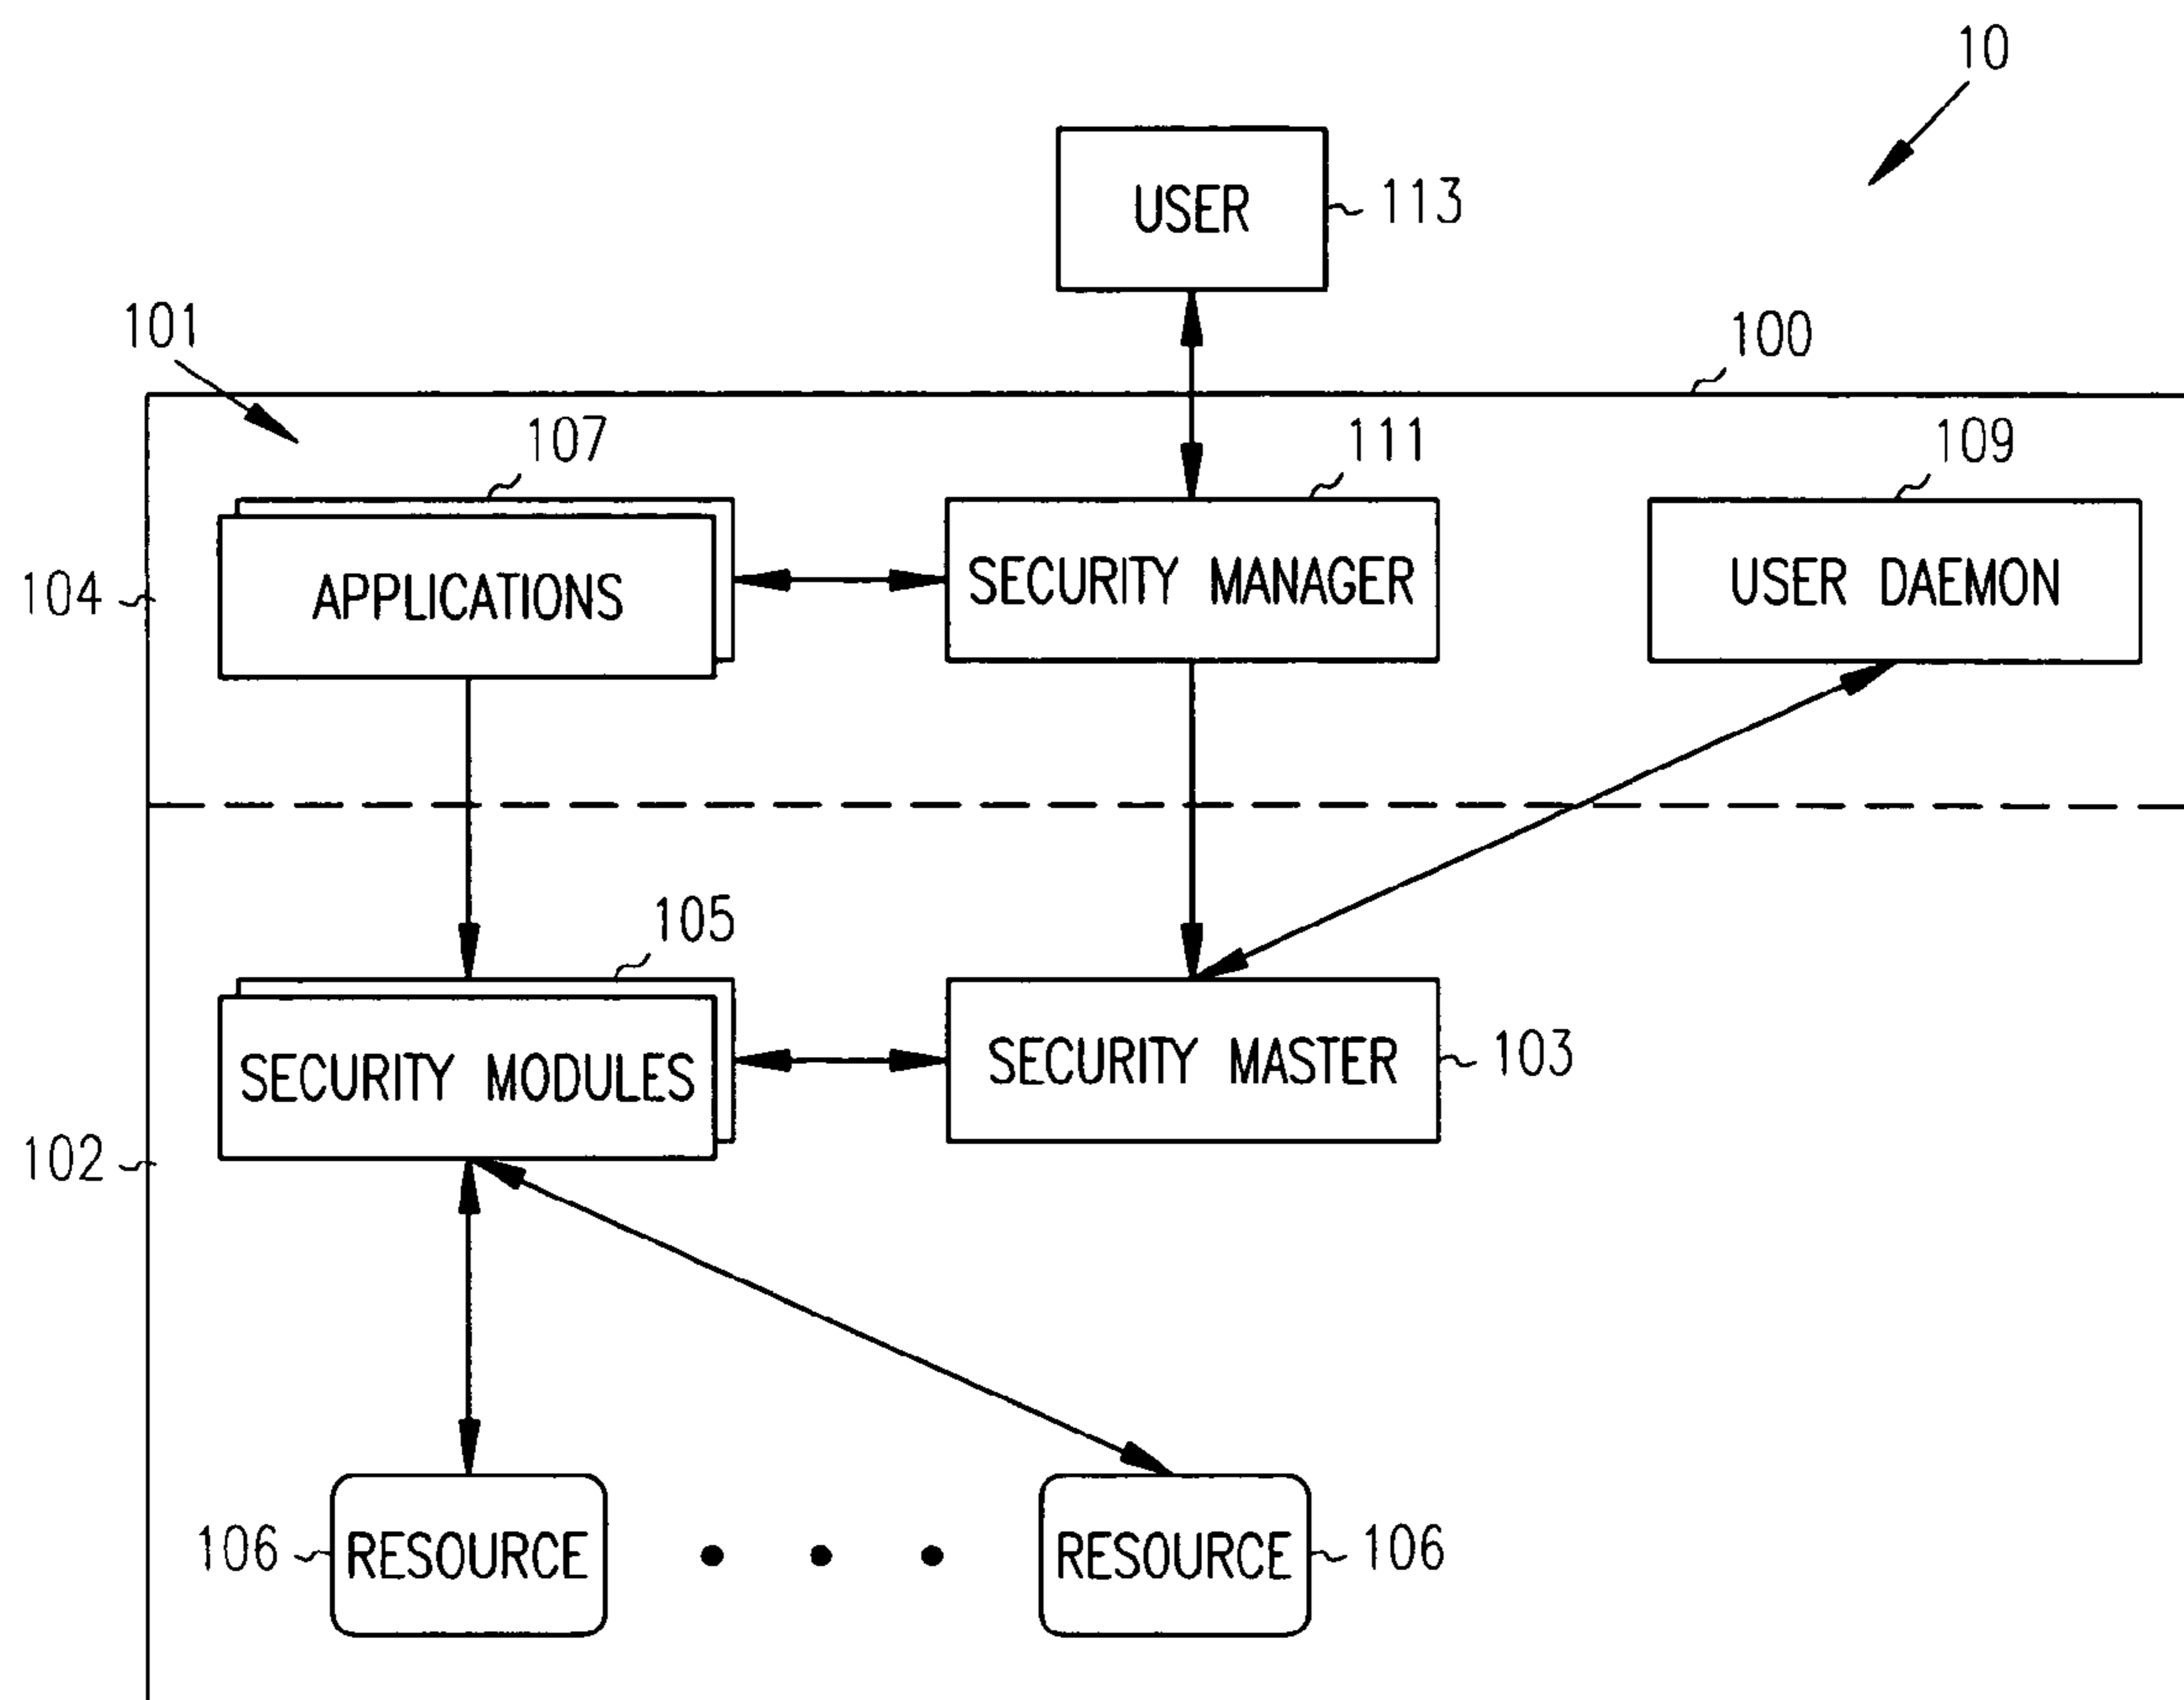 10
USER
113
101
100
107
111
109
APPLICATIONS
SECURITY MANAGER
USER DAEMON
104
105
SECURITY MODULES
SECURITY MASTER
103
102
106
RESOURCE
RESOURCE
106